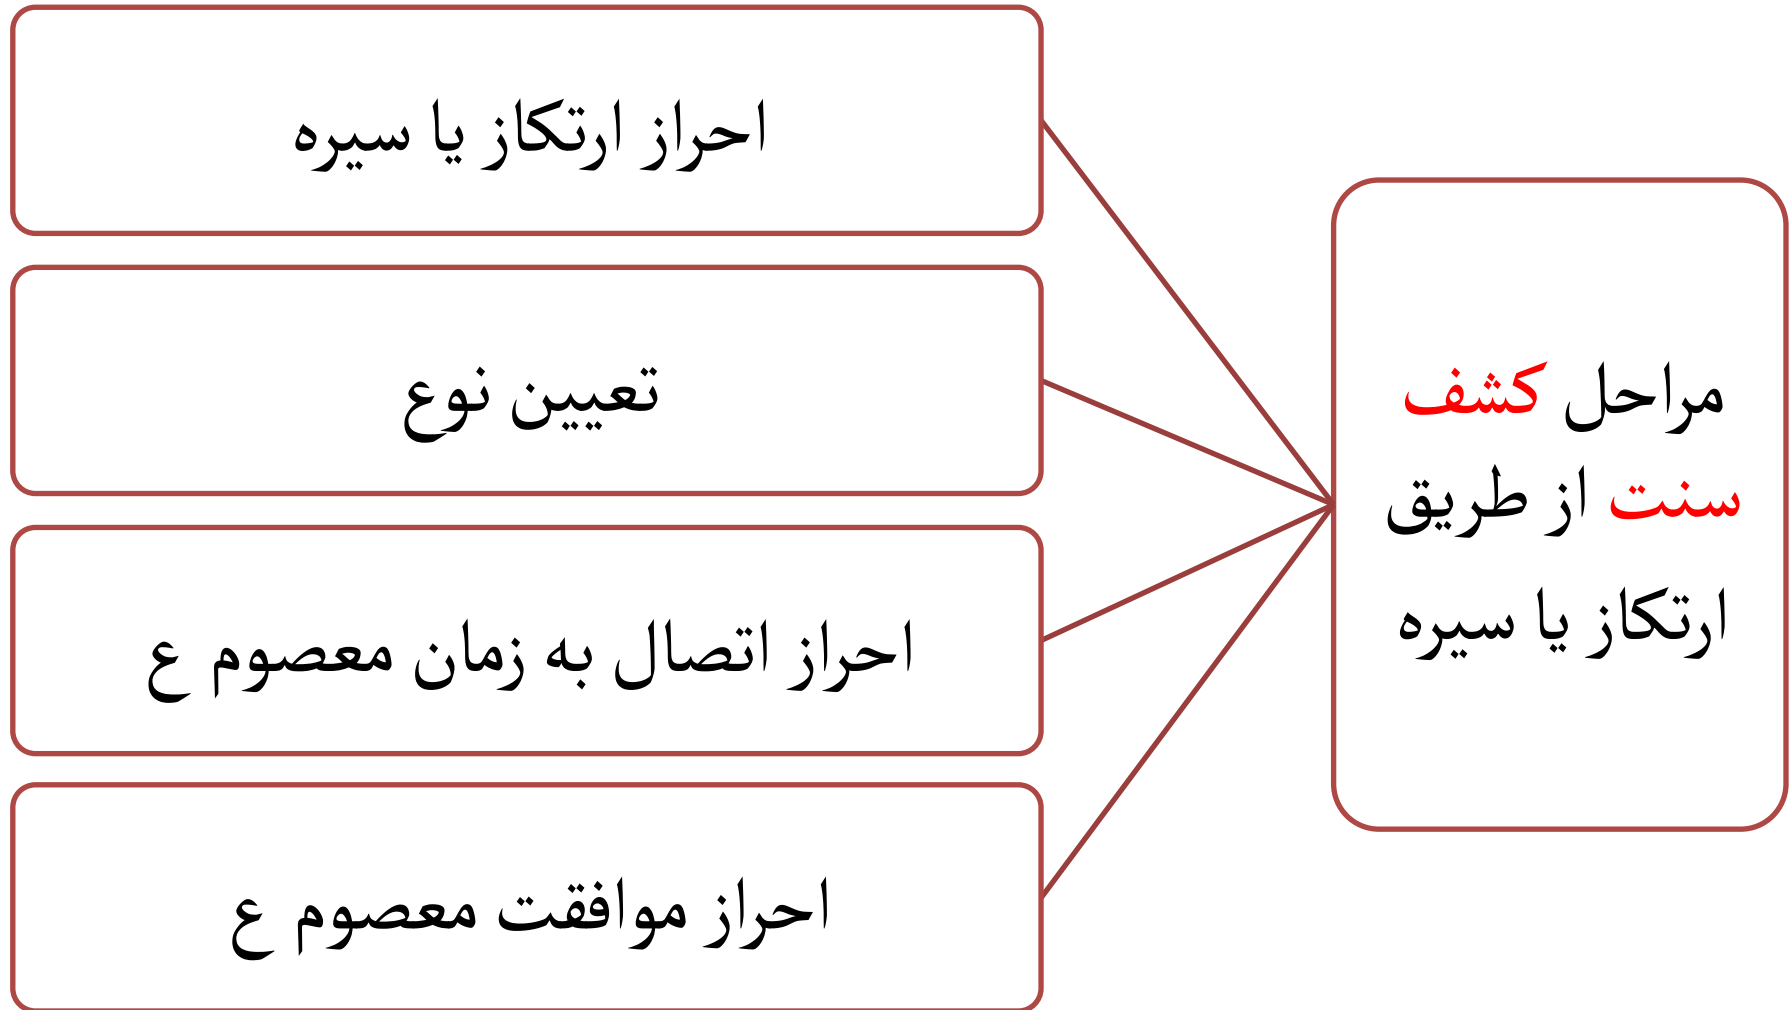 مراحل کشف
سنت از طریق
ارتکاز یا سیره
احراز ارتکاز یا سیره
تعیین نوع
احراز اتصال به زمان معصوم ع
احراز موافقت معصوم ع